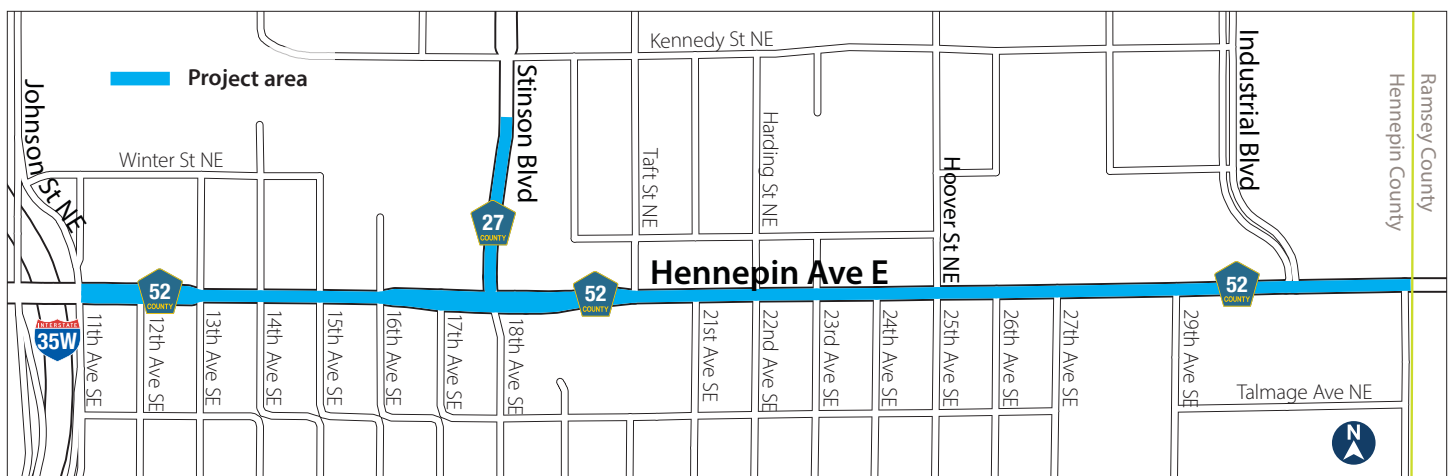 Kennedy St NE
Project area
Johnson St NE
Stinson Blvd
Industrial Blvd
Ramsey County
Hennepin County
Winter St NE
Taft St NE
Harding St NE
Hoover St NE
27
COUNTY
Hennepin Ave E
52
COUNTY
52
COUNTY
52
COUNTY
INTERSTATE
35W
11th Ave SE
12th Ave SE
13th Ave SE
14th Ave SE
15th Ave SE
16th Ave SE
17th Ave SE
18th Ave SE
21st Ave SE
22nd Ave SE
23rd Ave SE
24th Ave SE
25th Ave SE
26th Ave SE
27th Ave SE
29th Ave SE
Talmage Ave NE
N